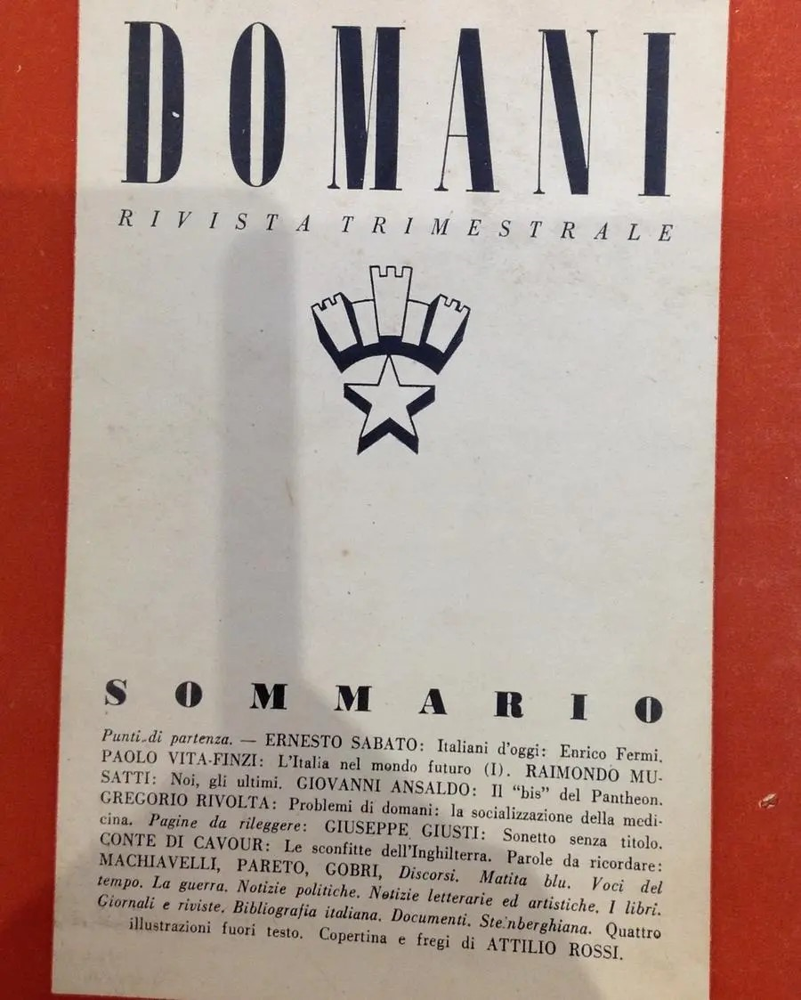 DOMANI
RIVISTA TRIMESTRALE
SOMMARIO
Punti di partenza. — ERNESTO SABATO: Italiani d'oggi: Enrico Fermi.
PAOLO VITA-FINZI: L'Italia nel mondo futuro (I). RAIMONDO MU-
SATTI: Noi, gli ultimi. GIOVANNI ANSALDO: Il "bis" del Pantheon.
GREGORIO RIVOLTA: Problemi di domani: la socializzazione della medi-
cina. Pagine da rileggere: GIUSEPPE GIUSTI: Sonetto senza titolo.
CONTE DI CAVOUR: Le sconfitte dell'Inghilterra. Parole da ricordare:
MACHIAVELLI, PARETO, GOBRI, Discorsi. Matita blu. Voci del
tempo. La guerra. Notizie politiche. Notizie letterarie ed artistiche. I libri.
Giornali e riviste. Bibliografia italiana. Documenti. Steinberghiana. Quattro
illustrazioni fuori testo. Copertina e fregi di ATTILIO ROSSI.